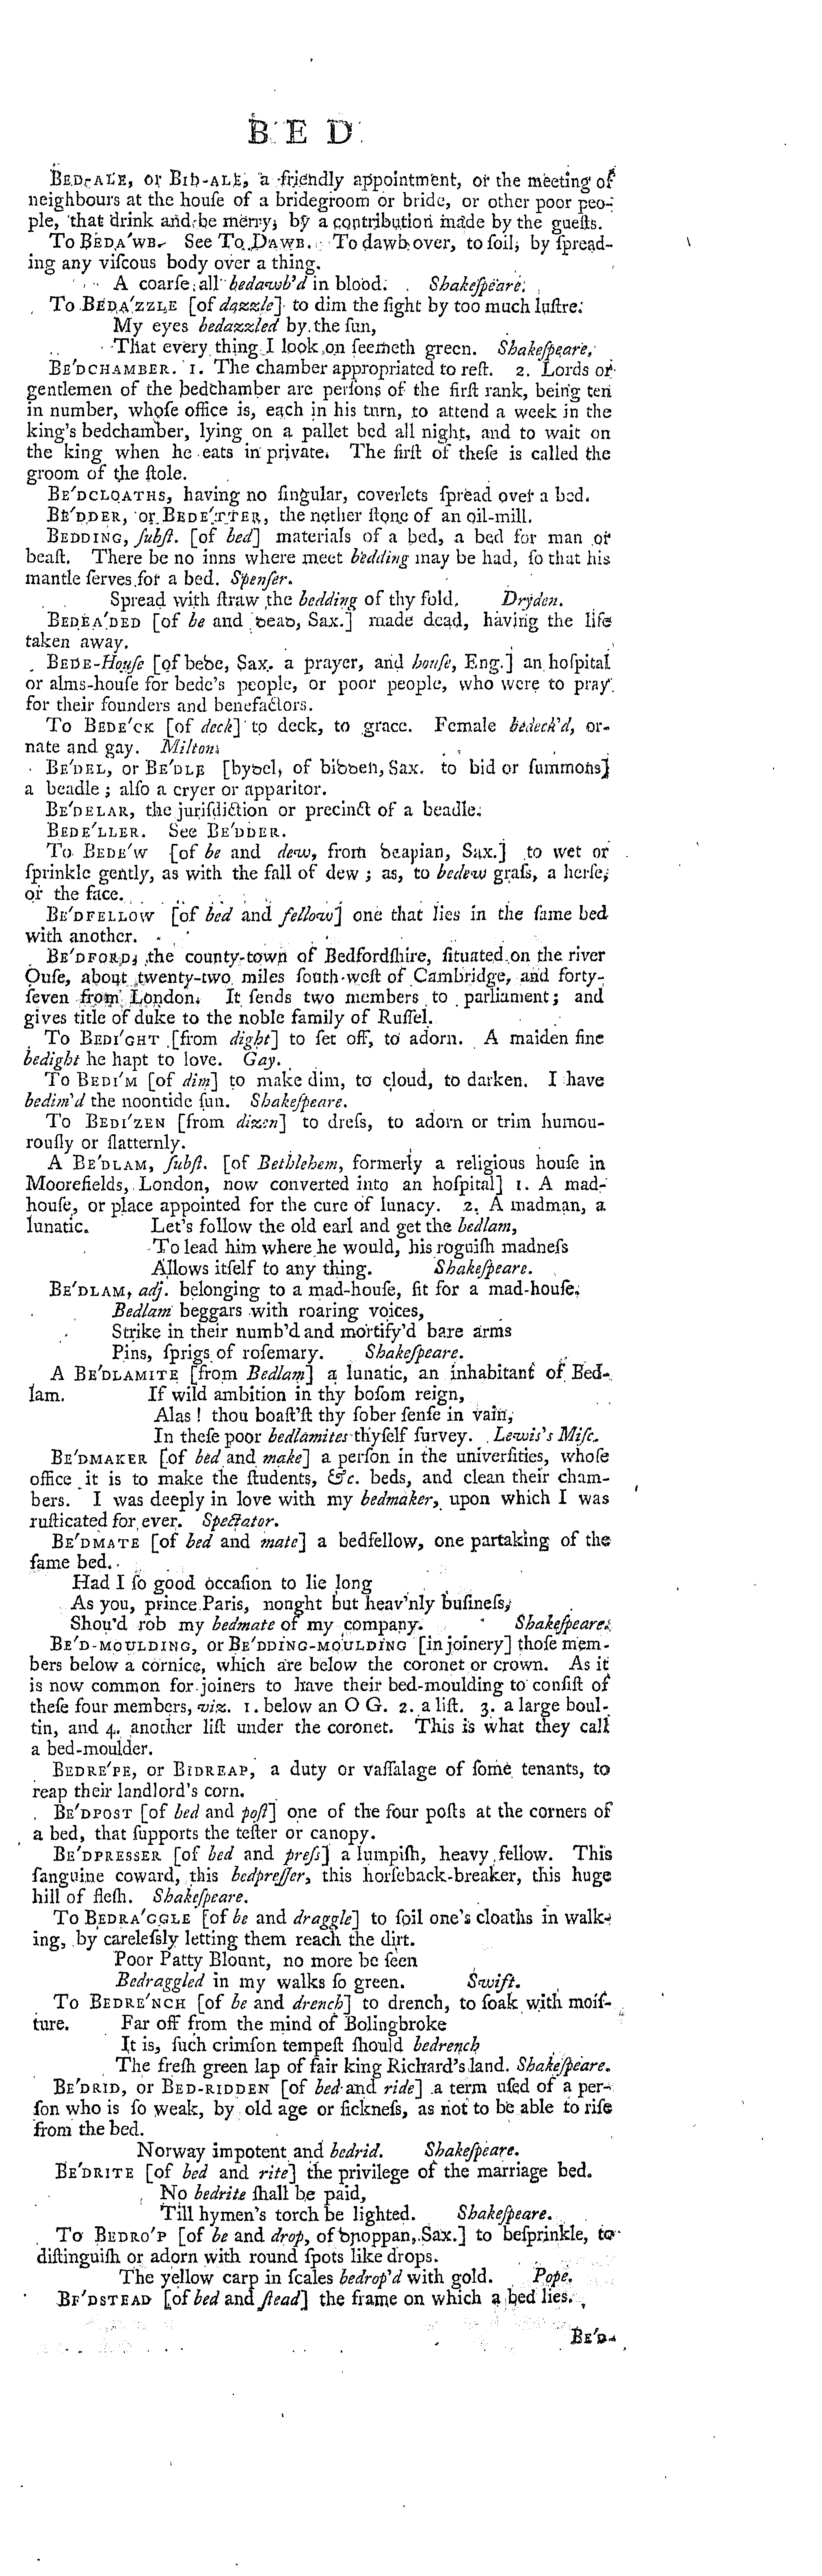 B E D
BED-ALE, or BID-ALE, a friendly appointment, or the meeting of
neighbours at the houſe of a bridegroom or bride, or other poor peo-
ple, that drink and be merry, by a contribution made by the gueſts.
To BEDA'WB. See To DAWB. To dawb over, to ſoil, by ſpread-
ing any viſcous body over a thing.
A coarſe all bedawb'd in blood. Shakeſpeare.
To BEDA'ZZLE [of dazzle] to dim the ſight by too much luſtre.
My eyes bedazzled by the ſun,
That every thing I look on ſeemeth green. Shakeſpeare.
BE'DCHAMBER. 1. The chamber appropriated to reſt. 2. Lords or
gentlemen of the bedchamber are perſons of the firſt rank, being ten
in number, whoſe office is, each in his turn, to attend a week in the
king's bedchamber, lying on a pallet bed all night, and to wait on
the king when he eats in private. The firſt of theſe is called the
groom of the ſtole.
BE'DCLOATHS, having no ſingular, coverlets ſpread over a bed.
BE'DDER, or BEDE'TTER, the nether ſtone of an oil-mill.
BEDDING, ſubſt. [of bed] materials of a bed, a bed for man or
beaſt. There be no inns where meet bedding may be had, ſo that his
mantle ſerves for a bed. Spenſer.
Spread with ſtraw the bedding of thy fold. Dryden.
BEDEA'DED [of be and ꝺeaꝺ, Sax.] made dead, having the life
taken away.
BEDE-Houſe [of beꝺe, Sax. a prayer, and houſe, Eng.] an hoſpital
or alms-houſe for bede's people, or poor people, who were to pray
for their founders and benefactors.
To BEDE'CK [of deck] to deck, to grace. Female bedeck'd, or-
nate and gay. Milton.
BE'DEL, or BE'DLE [byꝺel, of biꝺꝺen, Sax. to bid or ſummons]
a beadle; alſo a cryer or apparitor.
BE'DELAR, the juriſdiction or precinct of a beadle.
BEDE'LLER. See BE'DDER.
To BEDE'W [of be and dew, from ꝺeapian, Sax.] to wet or
ſprinkle gently, as with the fall of dew; as, to bedew graſs, a herſe,
or the face.
BE'DFELLOW [of bed and fellow] one that lies in the ſame bed
with another.
BE'DFORD, the county-town of Bedfordſhire, ſituated on the river
Ouſe, about twenty-two miles ſouth-weſt of Cambridge, and forty-
ſeven from London. It ſends two members to parliament; and
gives title of duke to the noble family of Ruſſel.
To BEDI'GHT [from dight] to ſet off, to adorn. A maiden fine
bedight he hapt to love. Gay.
To BEDI'M [of dim] to make dim, to cloud, to darken. I have
bedim'd the noontide ſun. Shakeſpeare.
To BEDI'ZEN [from dizen] to dreſs, to adorn or trim humou-
rouſly or ſlatternly.
A BE'DLAM, ſubſt. [of Bethlehem, formerly a religious houſe in
Moorefields, London, now converted into an hoſpital] 1. A mad-
houſe, or place appointed for the cure of lunacy. 2. A madman, a
lunatic. Let's follow the old earl and get the bedlam,
To lead him where he would, his roguiſh madneſs
Allows itſelf to any thing. Shakeſpeare.
BE'DLAM, adj. belonging to a mad-houſe, fit for a mad-houſe.
Bedlam beggars with roaring voices,
Strike in their numb'd and mortify'd bare arms
Pins, ſprigs of roſemary. Shakeſpeare.
A BE'DLAMITE [from Bedlam] a lunatic, an inhabitant of Bed-
lam. If wild ambition in thy boſom reign,
Alas! thou boaſt'ſt thy ſober ſenſe in vain,
In theſe poor bedlamites thyſelf ſurvey. Lewis's Miſc.
BE'DMAKER [of bed and make] a perſon in the univerſities, whoſe
office it is to make the ſtudents, &c. beds, and clean their cham-
bers. I was deeply in love with my bedmaker, upon which I was
ruſticated for ever. Spectator.
BE'DMATE [of bed and mate] a bedfellow, one partaking of the
ſame bed.
Had I ſo good occaſion to lie long
As you, prince Paris, nought but heav'nly buſineſs,
Shou'd rob my bedmate of my company. Shakeſpeare.
BE'D-MOULDING, or BE'DDING-MOULDING [in joinery] thoſe mem-
bers below a cornice, which are below the coronet or crown. As it
is now common for joiners to have their bed-moulding to conſiſt of
theſe four members, viz. 1. below an O G. 2. a liſt. 3. a large boul-
tin, and 4. another liſt under the coronet. This is what they call
a bed-moulder.
BEDRE'PE, or BIDREAP, a duty or vaſſalage of ſome tenants, to
reap their landlord's corn.
BE'DPOST [of bed and poſt] one of the four poſts at the corners of
a bed, that ſupports the teſter or canopy.
BE'DPRESSER [of bed and preſs] a lumpiſh, heavy fellow. This
ſanguine coward, this bedpreſſer, this horſeback-breaker, this huge
hill of fleſh. Shakeſpeare.
To BEDRA'GGLE [of be and draggle] to ſoil one's cloaths in walk-
ing, by careleſsly letting them reach the dirt.
Poor Patty Blount, no more be ſeen
Bedraggled in my walks ſo green. Swift.
To BEDRE'NCH [of be and drench] to drench, to ſoak with moiſ-
ture. Far off from the mind of Bolingbroke
It is, ſuch crimſon tempeſt ſhould bedrench
The freſh green lap of fair king Richard's land. Shakeſpeare.
BE'DRID, or BED-RIDDEN [of bed and ride] a term uſed of a per-
ſon who is ſo weak, by old age or ſickneſs, as not to be able to riſe
from the bed.
Norway impotent and bedrid. Shakeſpeare.
BE'DRITE [of bed and rite] the privilege of the marriage bed.
No bedrite ſhall be paid,
Till hymen's torch be lighted. Shakeſpeare.
To BEDRO'P [of be and drop, of ꝺꞃoppan, Sax.] to beſprinkle, to
diſtinguiſh or adorn with round ſpots like drops.
The yellow carp in ſcales bedrop'd with gold. Pope.
BE'DSTEAD [of bed and ſtead] the frame on which a bed lies.
BE'D-